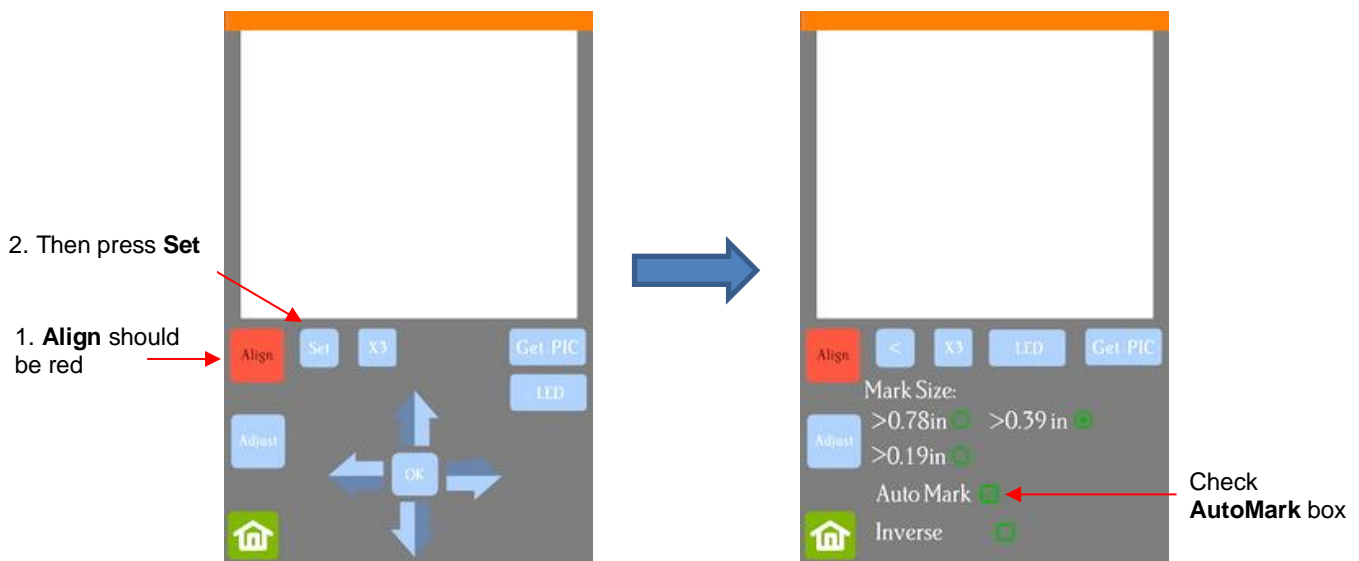 2. Then press Set
1. Align should
be red
Align
Set
X3
Get PIC
LED
Adjust
OK
Align
<
X3
LED
Get PIC
Mark Size:
>0.78in >0.39 in
Adjust
>0.19in
Auto Mark
Inverse
Check
AutoMark box